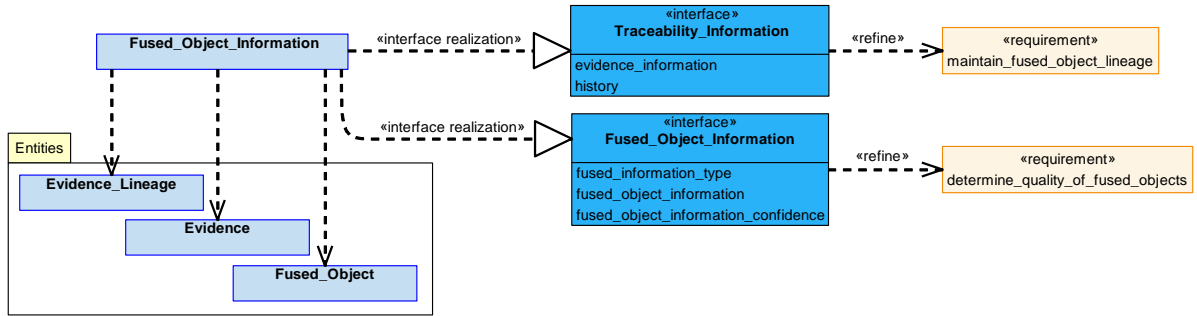 Fused_Object_Information
«interface realization»
«interface»
Traceability_Information
evidence_information
history
«refine»
«requirement»
maintain_fused_object_lineage
«interface realization»
«interface»
Fused_Object_Information
fused_information_type
fused_object_information
fused_object_information_confidence
«refine»
«requirement»
determine_quality_of_fused_objects
Entities
Evidence_Lineage
Evidence
Fused_Object